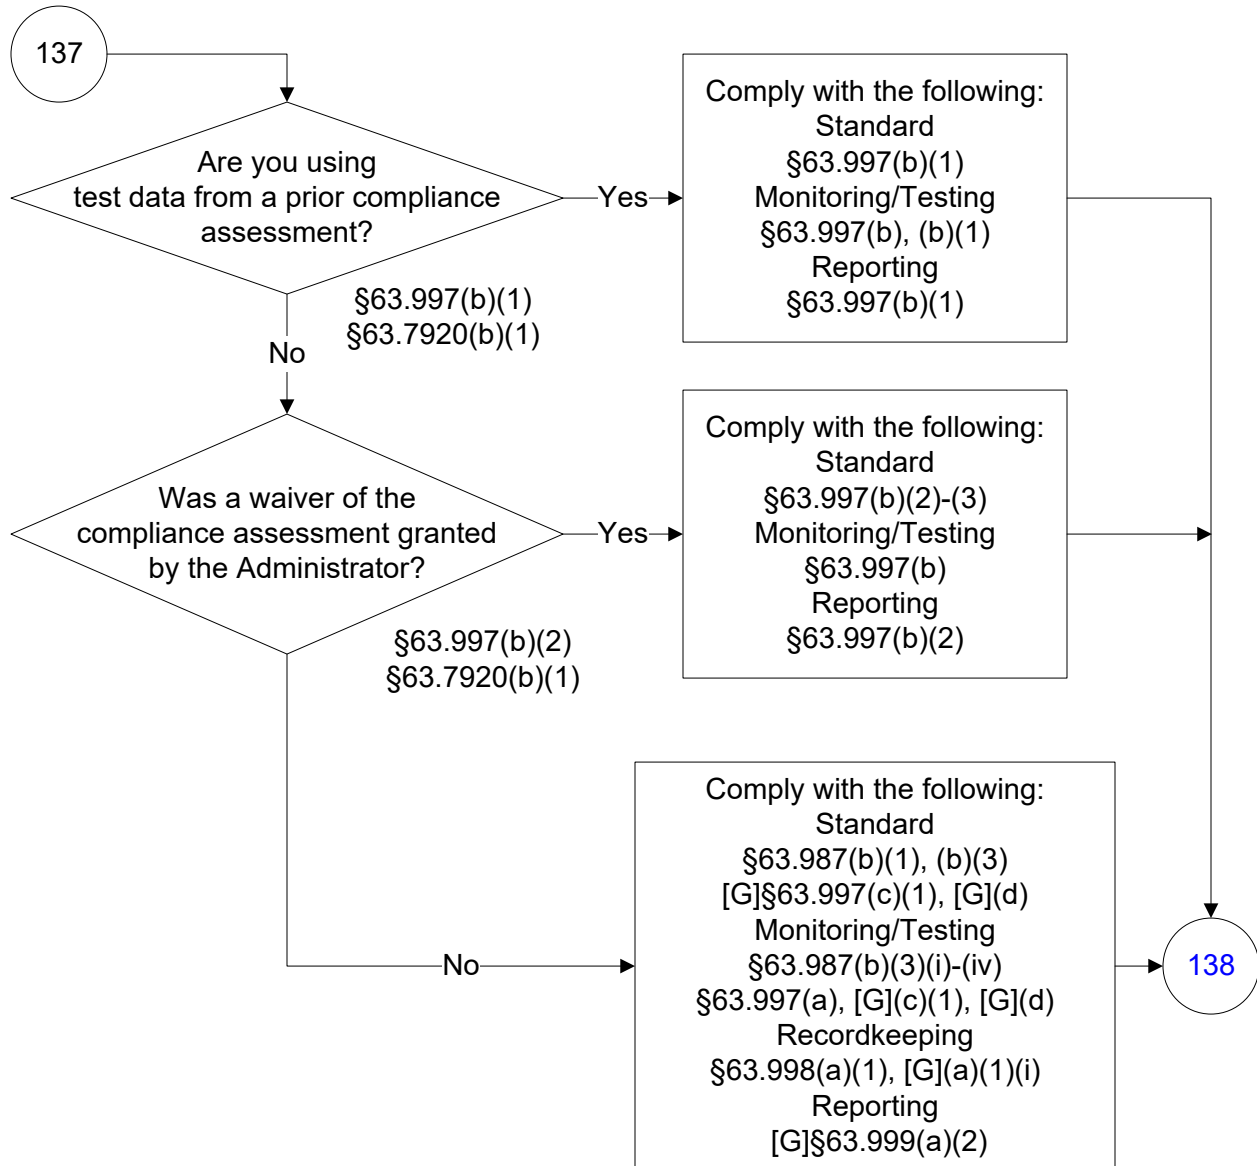 137
Are you using
test data from a prior compliance
assessment?
Yes
§63.997(b)(1)
§63.7920(b)(1)
No
Comply with the following:
Standard
§63.997(b)(1)
Monitoring/Testing
§63.997(b), (b)(1)
Reporting
§63.997(b)(1)
Was a waiver of the
compliance assessment granted
by the Administrator?
Yes
§63.997(b)(2)
§63.7920(b)(1)
Comply with the following:
Standard
§63.997(b)(2)-(3)
Monitoring/Testing
§63.997(b)
Reporting
§63.997(b)(2)
No
Comply with the following:
Standard
§63.987(b)(1), (b)(3)
[G]§63.997(c)(1), [G](d)
Monitoring/Testing
§63.987(b)(3)(i)-(iv)
§63.997(a), [G](c)(1), [G](d)
Recordkeeping
§63.998(a)(1), [G](a)(1)(i)
Reporting
[G]§63.999(a)(2)
138